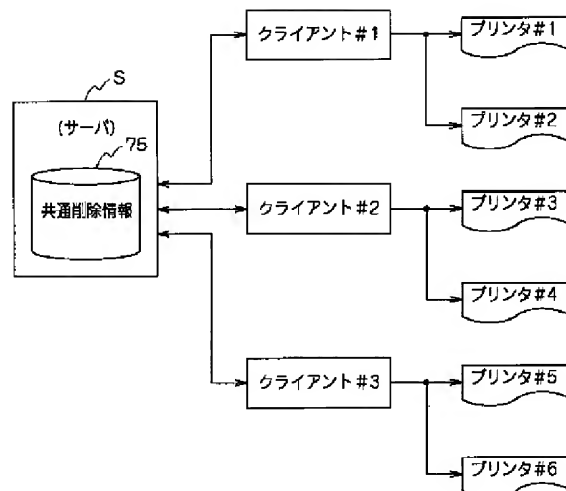 クライアント#1
プリンタ#1
プリンタ#2
S
(サーバ)
75
共通削除情報
クライアント#2
プリンタ#3
プリンタ#4
クライアント#3
プリンタ#5
プリンタ#6